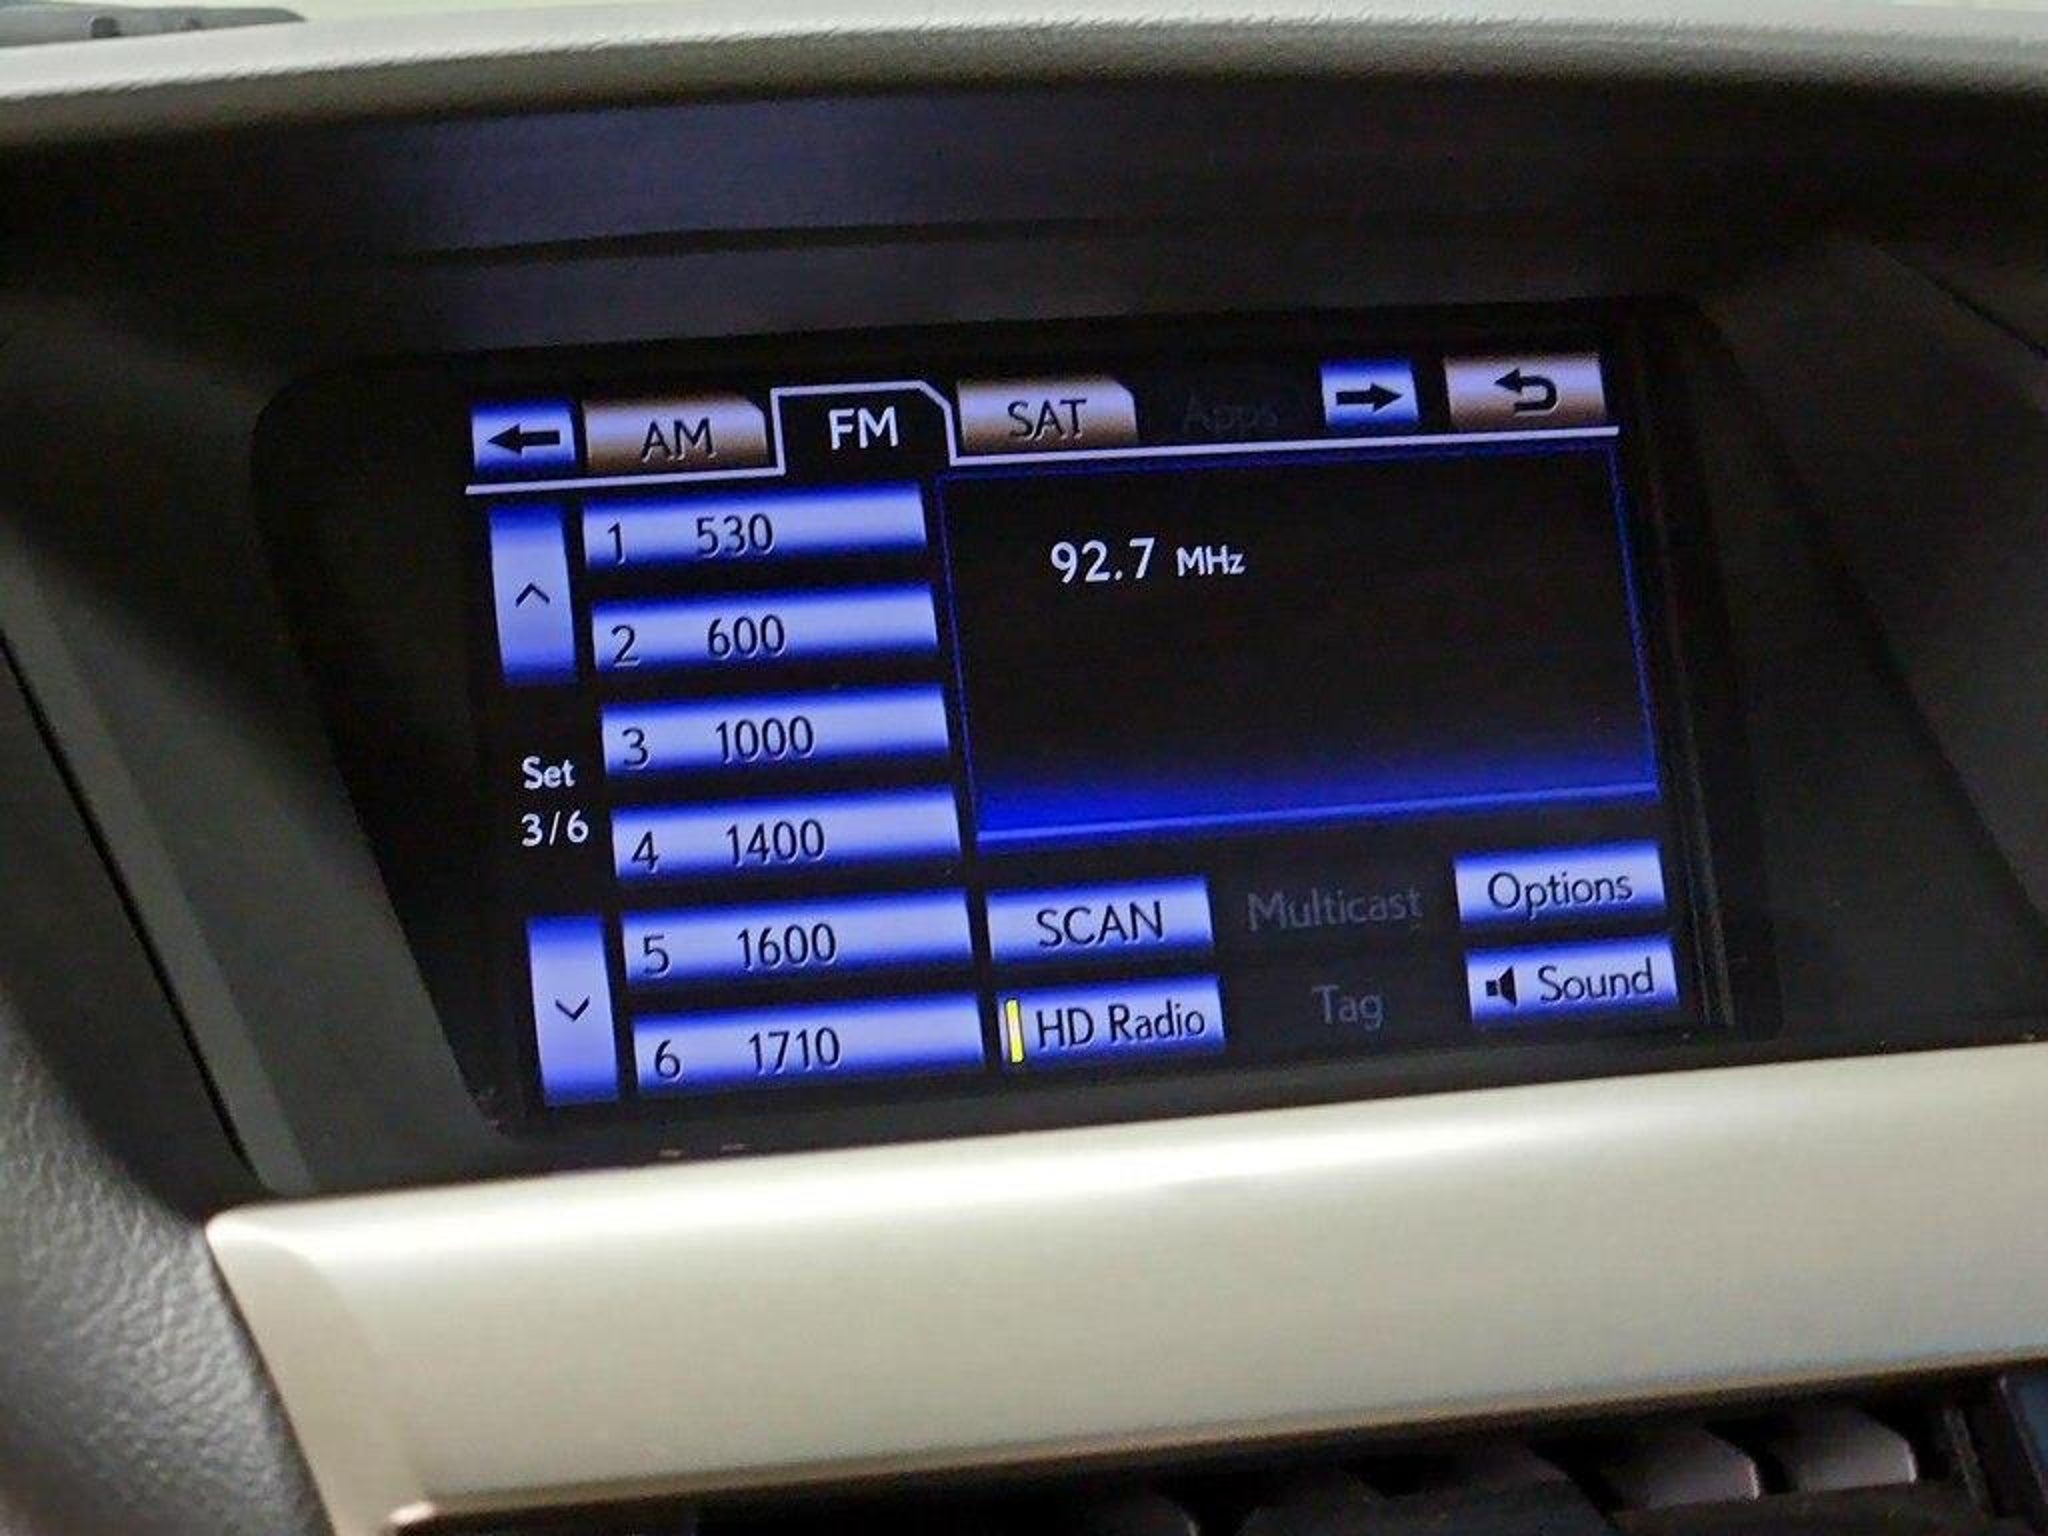 AM FM SAT Apps
1 530
92.7 MHz
2 600
3 1000
Set
3/6
4 1400
5 1600
SCAN Multicast Options
6 1710
HD Radio Tag Sound